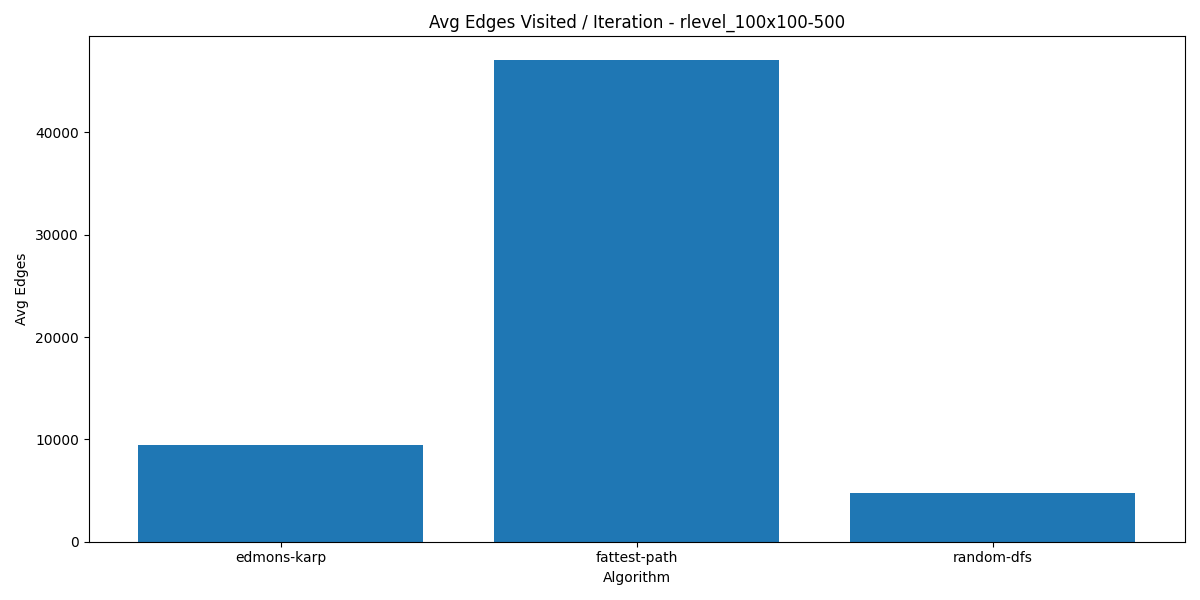 Avg Edges Visited / Iteration - rlevel_100x100-500
Avg Edges
40000
30000
20000
10000
0
edmons-karp
fattest-path
random-dfs
Algorithm